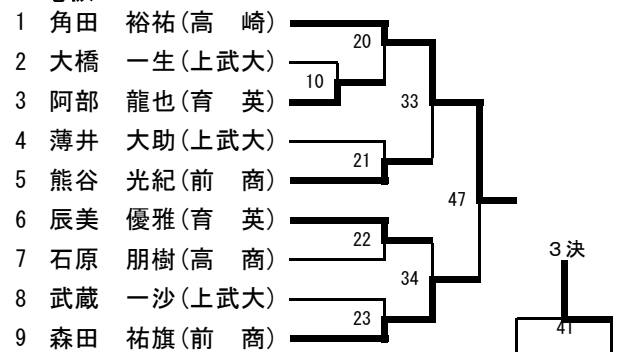 1 角田 裕祐(高 崎)
2 大橋 一生(上武大)
3 阿部 龍也(育 英)
4 薄井 大助(上武大)
5 熊谷 光紀(前 商)
6 辰美 優雅(育 英)
7 石原 朋樹(高 商)
8 武蔵 一沙(上武大)
9 森田 祐旗(前 商)
20
10
33
21
47
22
34
23
3決
41